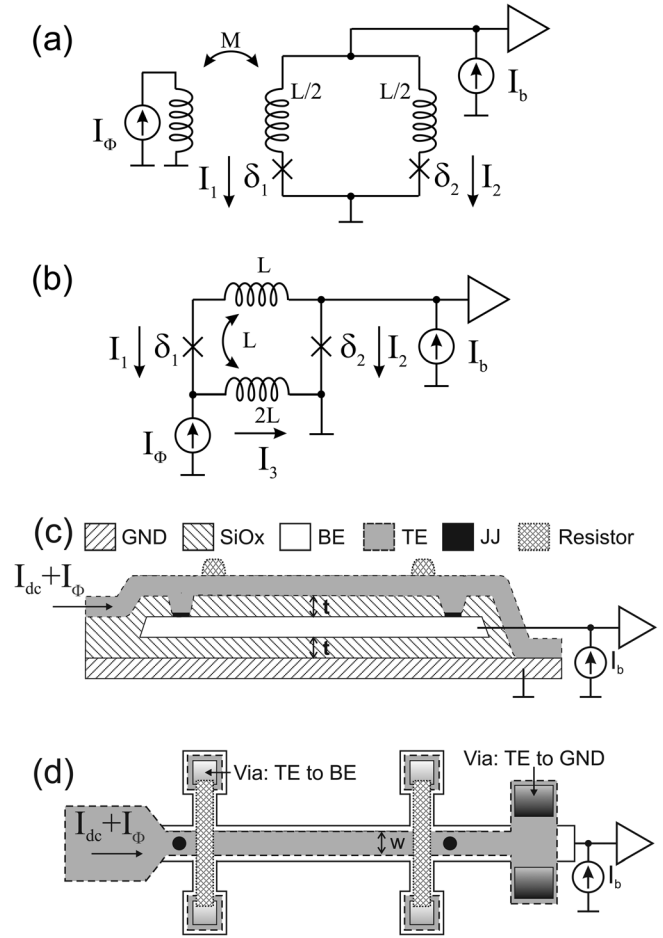 (a)
M
L/2
L/2
I_Φ
I_b
I_1
δ_1
δ_2
I_2
(b)
L
I_1
δ_1
L
δ_2
I_2
I_b
2L
I_Φ
I_3
(c)
GND
SiOx
BE
TE
JJ
Resistor
I_dc+I_Φ
t
t
I_b
(d)
Via: TE to BE
Via: TE to GND
I_dc+I_Φ
w
I_b